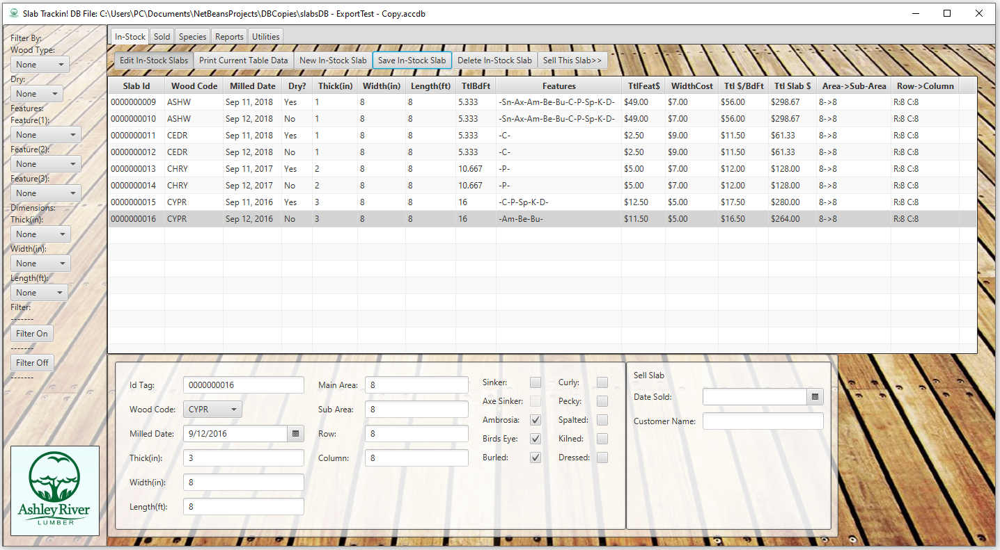 Slab Trackin! DB File: C:\Users\PC\Documents\NetBeansProjects\DBCopies\slabsDB - ExportTest - Copy.accdb
Filter By:
Wood Type:
None
Dry:
None
Features:
Feature(1):
None
Feature(2):
None
Feature(3):
None
Dimensions:
Thick(in):
None
Width(in):
None
Length(ft):
None
Filter:
-------
Filter On
-------
Filter Off
-------
Ashley River
LUMBER
In-Stock Sold Species Reports Utilities
Edit In-Stock Slabs Print Current Table Data New In-Stock Slab Save In-Stock Slab Delete In-Stock Slab Sell This Slab>>
Slab Id Wood Code Milled Date Dry? Thick(in) Width(in) Length(ft) TtlBdFt Features TtlFeat$ WidthCost Ttl $/BdFt Ttl Slab $ Area->Sub-Area Row->Column
0000000009 ASHW Sep 11, 2018 Yes 1 8 8 5.333 -Sn-Ax-Am-Be-Bu-C-P-Sp-K-D- $49.00 $7.00 $56.00 $298.67 8->8 R:8 C:8
0000000010 ASHW Sep 12, 2018 No 1 8 8 5.333 -Sn-Ax-Am-Be-Bu-C-P-Sp-K-D- $49.00 $7.00 $56.00 $298.67 8->8 R:8 C:8
0000000011 CEDR Sep 11, 2018 Yes 1 8 8 5.333 -C- $2.50 $9.00 $11.50 $61.33 8->8 R:8 C:8
0000000012 CEDR Sep 12, 2018 No 1 8 8 5.333 -C- $2.50 $9.00 $11.50 $61.33 8->8 R:8 C:8
0000000013 CHRY Sep 11, 2017 Yes 2 8 8 10.667 -P- $5.00 $7.00 $12.00 $128.00 8->8 R:8 C:8
0000000014 CHRY Sep 12, 2017 No 2 8 8 10.667 -P- $5.00 $7.00 $12.00 $128.00 8->8 R:8 C:8
0000000015 CYPR Sep 11, 2016 Yes 3 8 8 16 -C-P-Sp-K-D- $12.50 $5.00 $17.50 $280.00 8->8 R:8 C:8
0000000016 CYPR Sep 12, 2016 No 3 8 8 16 -Am-Be-Bu- $11.50 $5.00 $16.50 $264.00 8->8 R:8 C:8
Id Tag: 0000000016
Wood Code: CYPR
Milled Date: 9/12/2016
Thick(in): 3
Width(in): 8
Length(ft): 8
Main Area: 8
Sub Area: 8
Row: 8
Column: 8
Sinker:
Axe Sinker:
Ambrosia:
Birds Eye:
Burled:
Curly:
Pecky:
Spalted:
Kilned:
Dressed:
Sell Slab
Date Sold:
Customer Name: